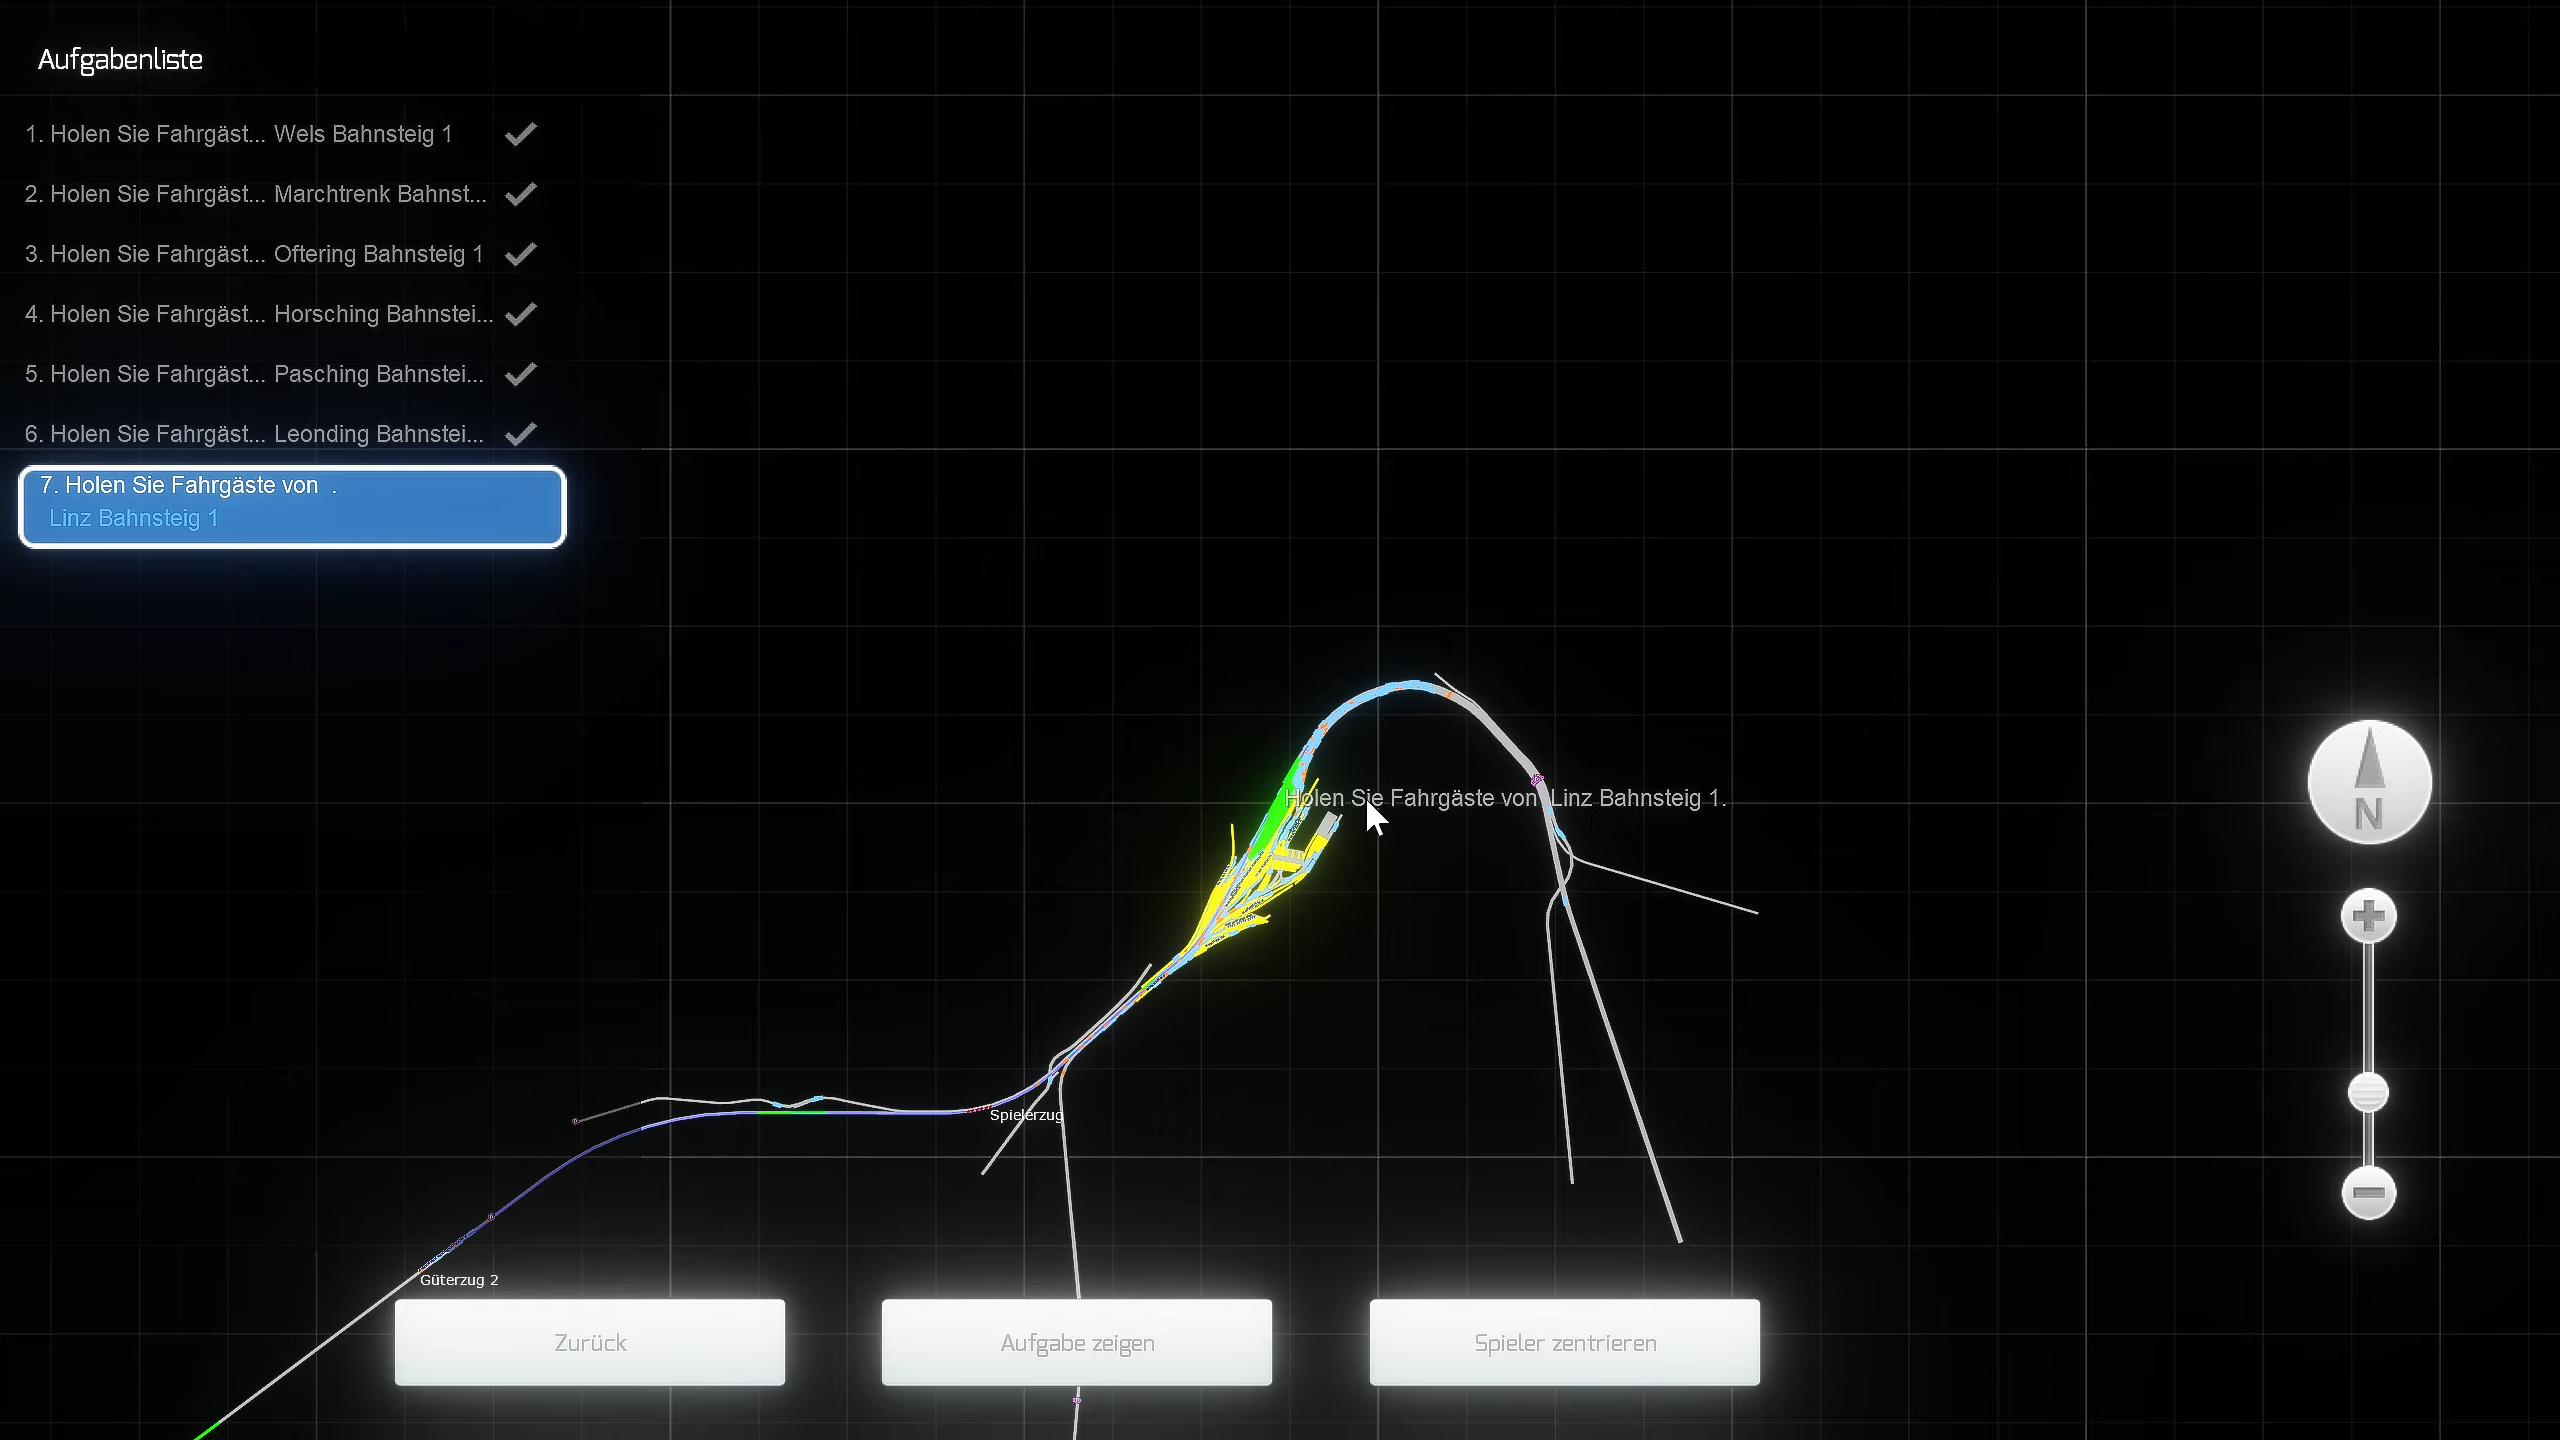 Aufgabenliste
1. Holen Sie Fahrgäst... Wels Bahnsteig 1
2. Holen Sie Fahrgäst... Marchtrenk Bahnst...
3. Holen Sie Fahrgäst... Oftering Bahnsteig 1
4. Holen Sie Fahrgäst... Horsching Bahnstei...
5. Holen Sie Fahrgäst... Pasching Bahnstei...
6. Holen Sie Fahrgäst... Leonding Bahnstei...
7. Holen Sie Fahrgäste von .
Linz Bahnsteig 1
Holen Sie Fahrgäste von Linz Bahnsteig 1.
N
Spielerzug
Güterzug 2
Zurück
Aufgabe zeigen
Spieler zentrieren